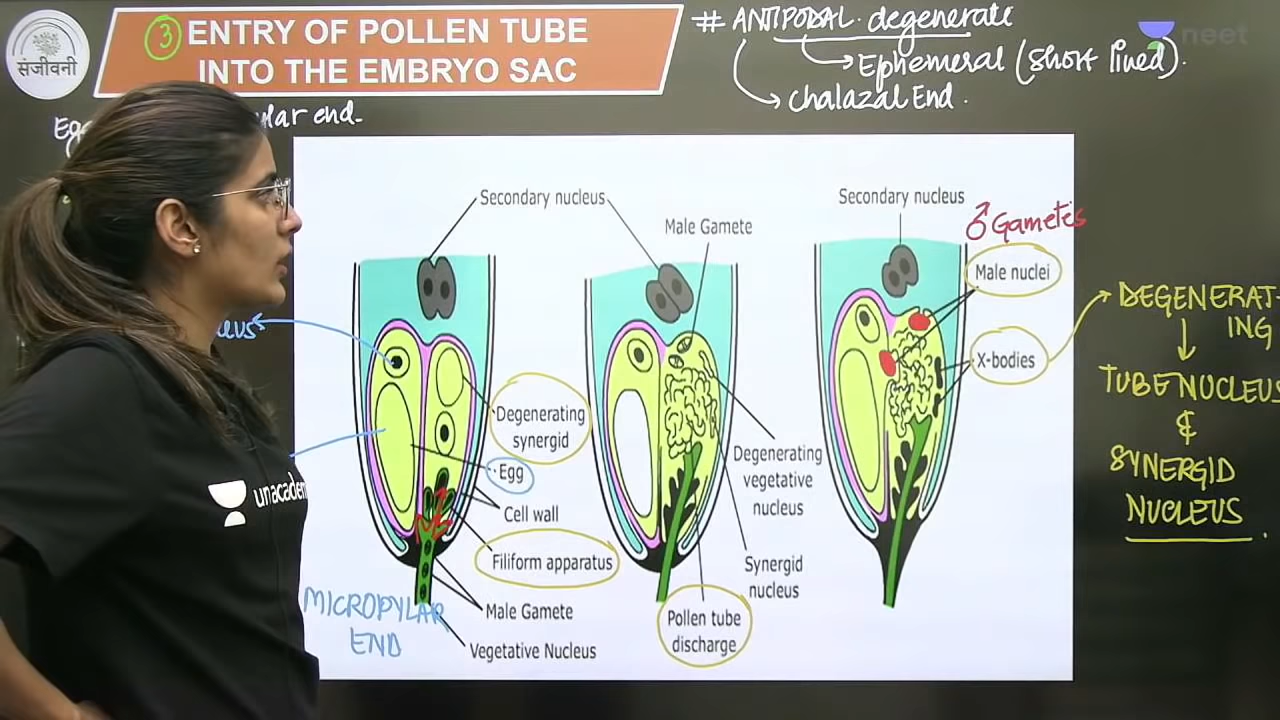 संजीवनी
3 ENTRY OF POLLEN TUBE
INTO THE EMBRYO SAC
# ANTIPODAL degenerate
Ephemeral (short lived).
Chalazal End.
neet
end.
Secondary nucleus
Male Gamete
Secondary nucleus
♂ Gametes
Male nuclei
X-bodies
DEGENERAT-
ING
TUBE NUCLEUS
&
SYNERGID
NUCLEUS.
Degenerating
synergid
Egg
Cell wall
Filiform apparatus
Male Gamete
Vegetative Nucleus
Degenerating
vegetative
nucleus
Synergid
nucleus
Pollen tube
discharge
MICROPYLAR
END
unacademy